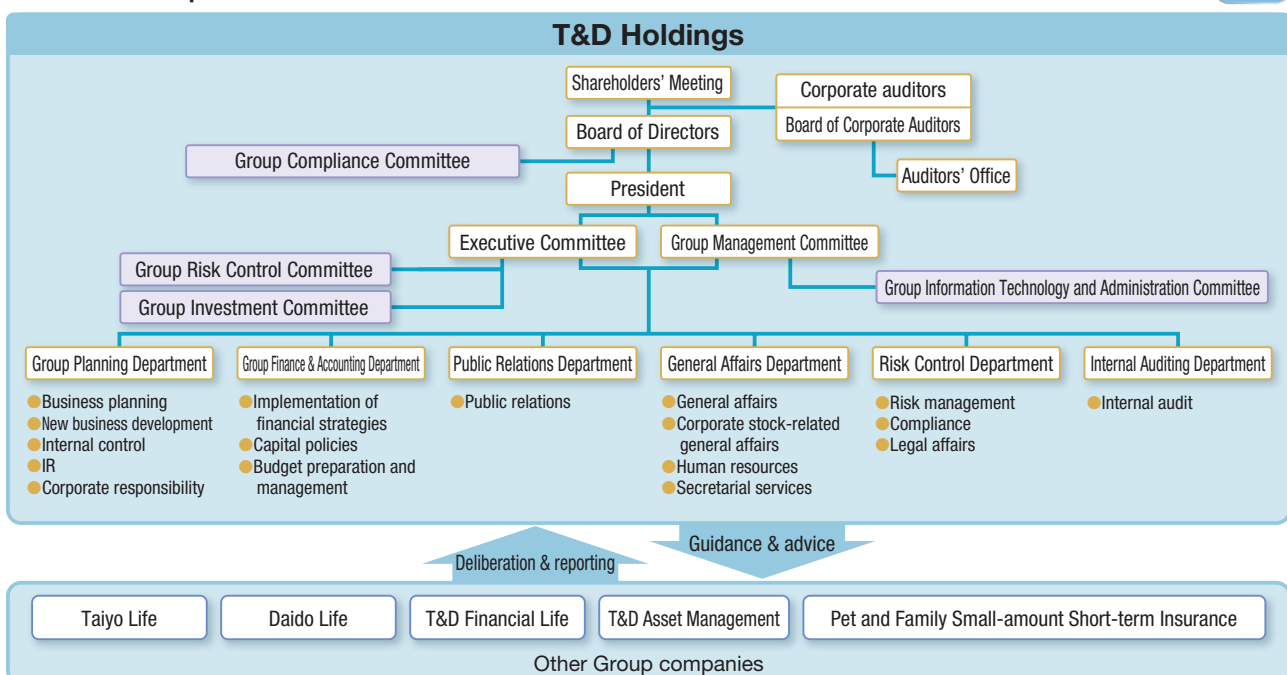 T&D Holdings
Shareholders' Meeting
Corporate auditors
Board of Corporate Auditors
Board of Directors
Group Compliance Committee
Auditors' Office
President
Executive Committee
Group Management Committee
Group Risk Control Committee
Group Investment Committee
Group Information Technology and Administration Committee
Group Planning Department
●Business planning
●New business development
●Internal control
●IR
●Corporate responsibility
Group Finance & Accounting Department
●Implementation of
financial strategies
●Capital policies
●Budget preparation and
management
Public Relations Department
●Public relations
General Affairs Department
●General affairs
●Corporate stock-related
general affairs
●Human resources
●Secretarial services
Risk Control Department
●Risk management
●Compliance
●Legal affairs
Internal Auditing Department
●Internal audit
Deliberation & reporting
Guidance & advice
Taiyo Life
Daido Life
T&D Financial Life
T&D Asset Management
Pet and Family Small-amount Short-term Insurance
Other Group companies